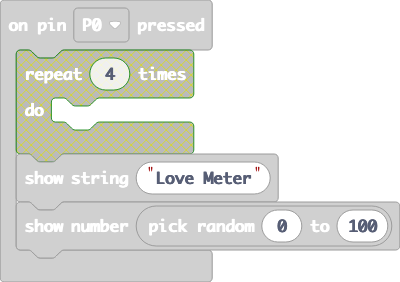 on pin P0 pressed
repeat 4 times
do
show string "Love Meter"
show number pick random 0 to 100